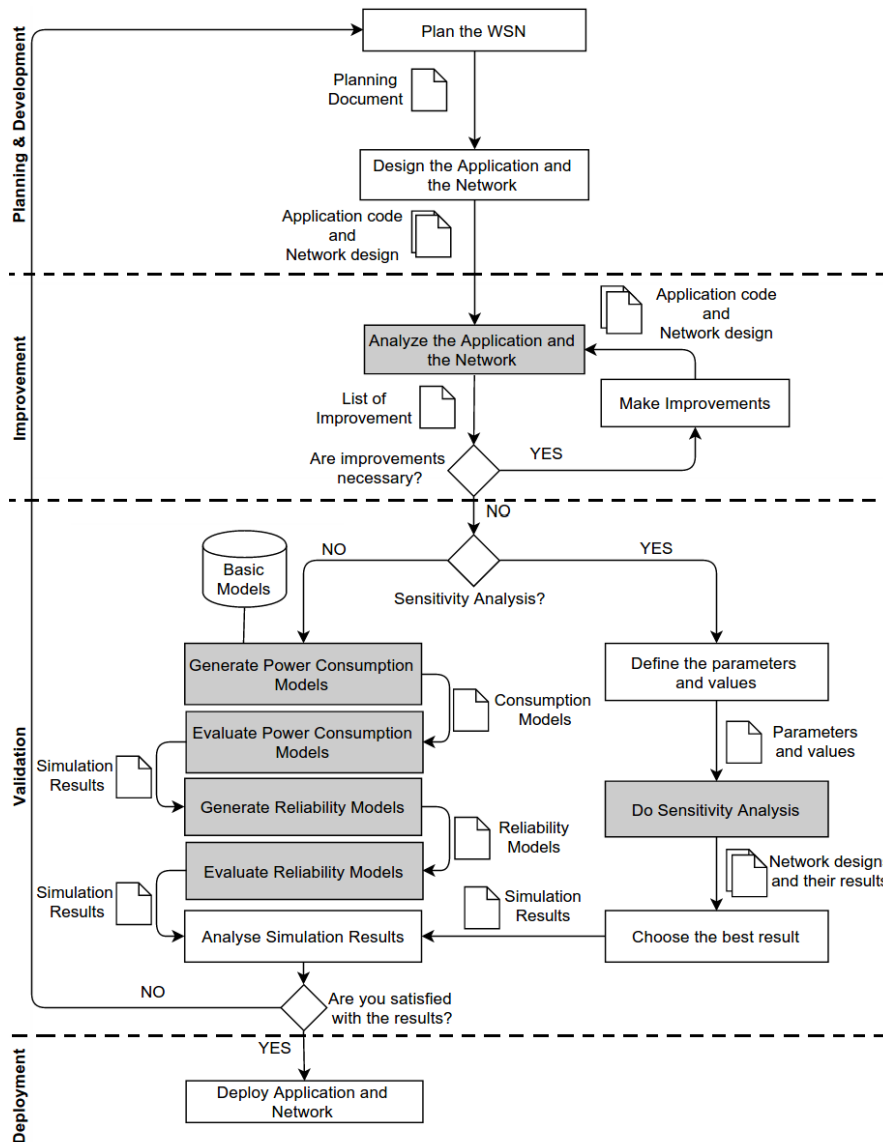 Planning & Development
Plan the WSN
Planning
Document
Design the Application and
the Network
Application code
and
Network design
Improvement
Application code
and
Network design
Analyze the Application and
the Network
List of
Improvement
Make Improvements
Are improvements
necessary?
YES
NO
Validation
NO
YES
Sensitivity Analysis?
Basic
Models
Generate Power Consumption
Models
Define the parameters
and values
Consumption
Models
Evaluate Power Consumption
Models
Parameters
and values
Simulation
Results
Generate Reliability Models
Do Sensitivity Analysis
Reliability
Models
Evaluate Reliability Models
Network designs
and their results
Simulation
Results
Simulation
Results
Analyse Simulation Results
Choose the best result
NO
Are you satisfied
with the results?
YES
Deployment
Deploy Application and
Network